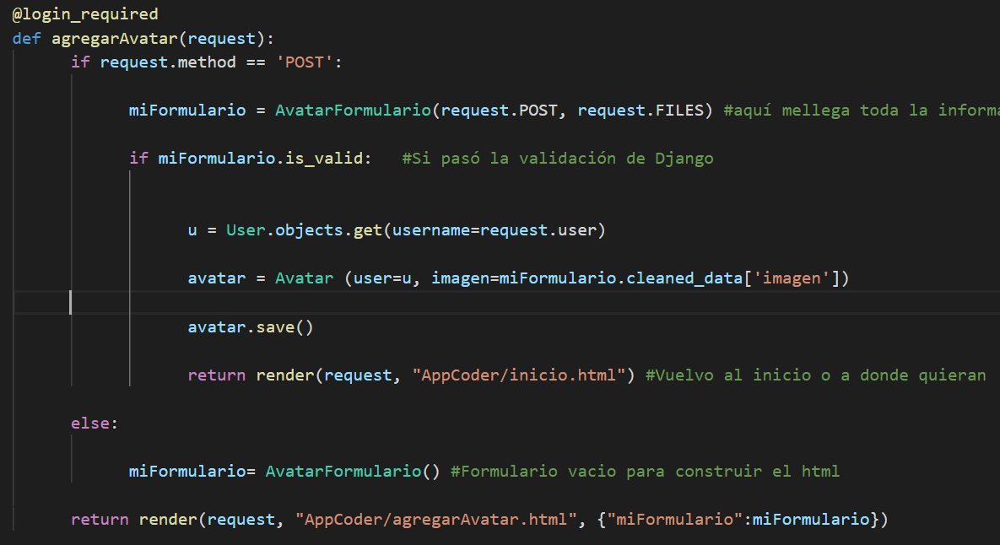 @login_required
def agregarAvatar(request):
if request.method == 'POST':
miFormulario = AvatarFormulario(request.POST, request.FILES) #aquí mellega toda la
if miFormulario.is_valid:   #Si pasó la validación de Django
u = User.objects.get(username=request.user)
avatar = Avatar (user=u, imagen=miFormulario.cleaned_data['imagen'])
avatar.save()
return render(request, "AppCoder/inicio.html") #Vuelvo al inicio o a donde quieran
else:
miFormulario= AvatarFormulario() #Formulario vacio para construir el html
return render(request, "AppCoder/agregarAvatar.html", {"miFormulario":miFormulario})